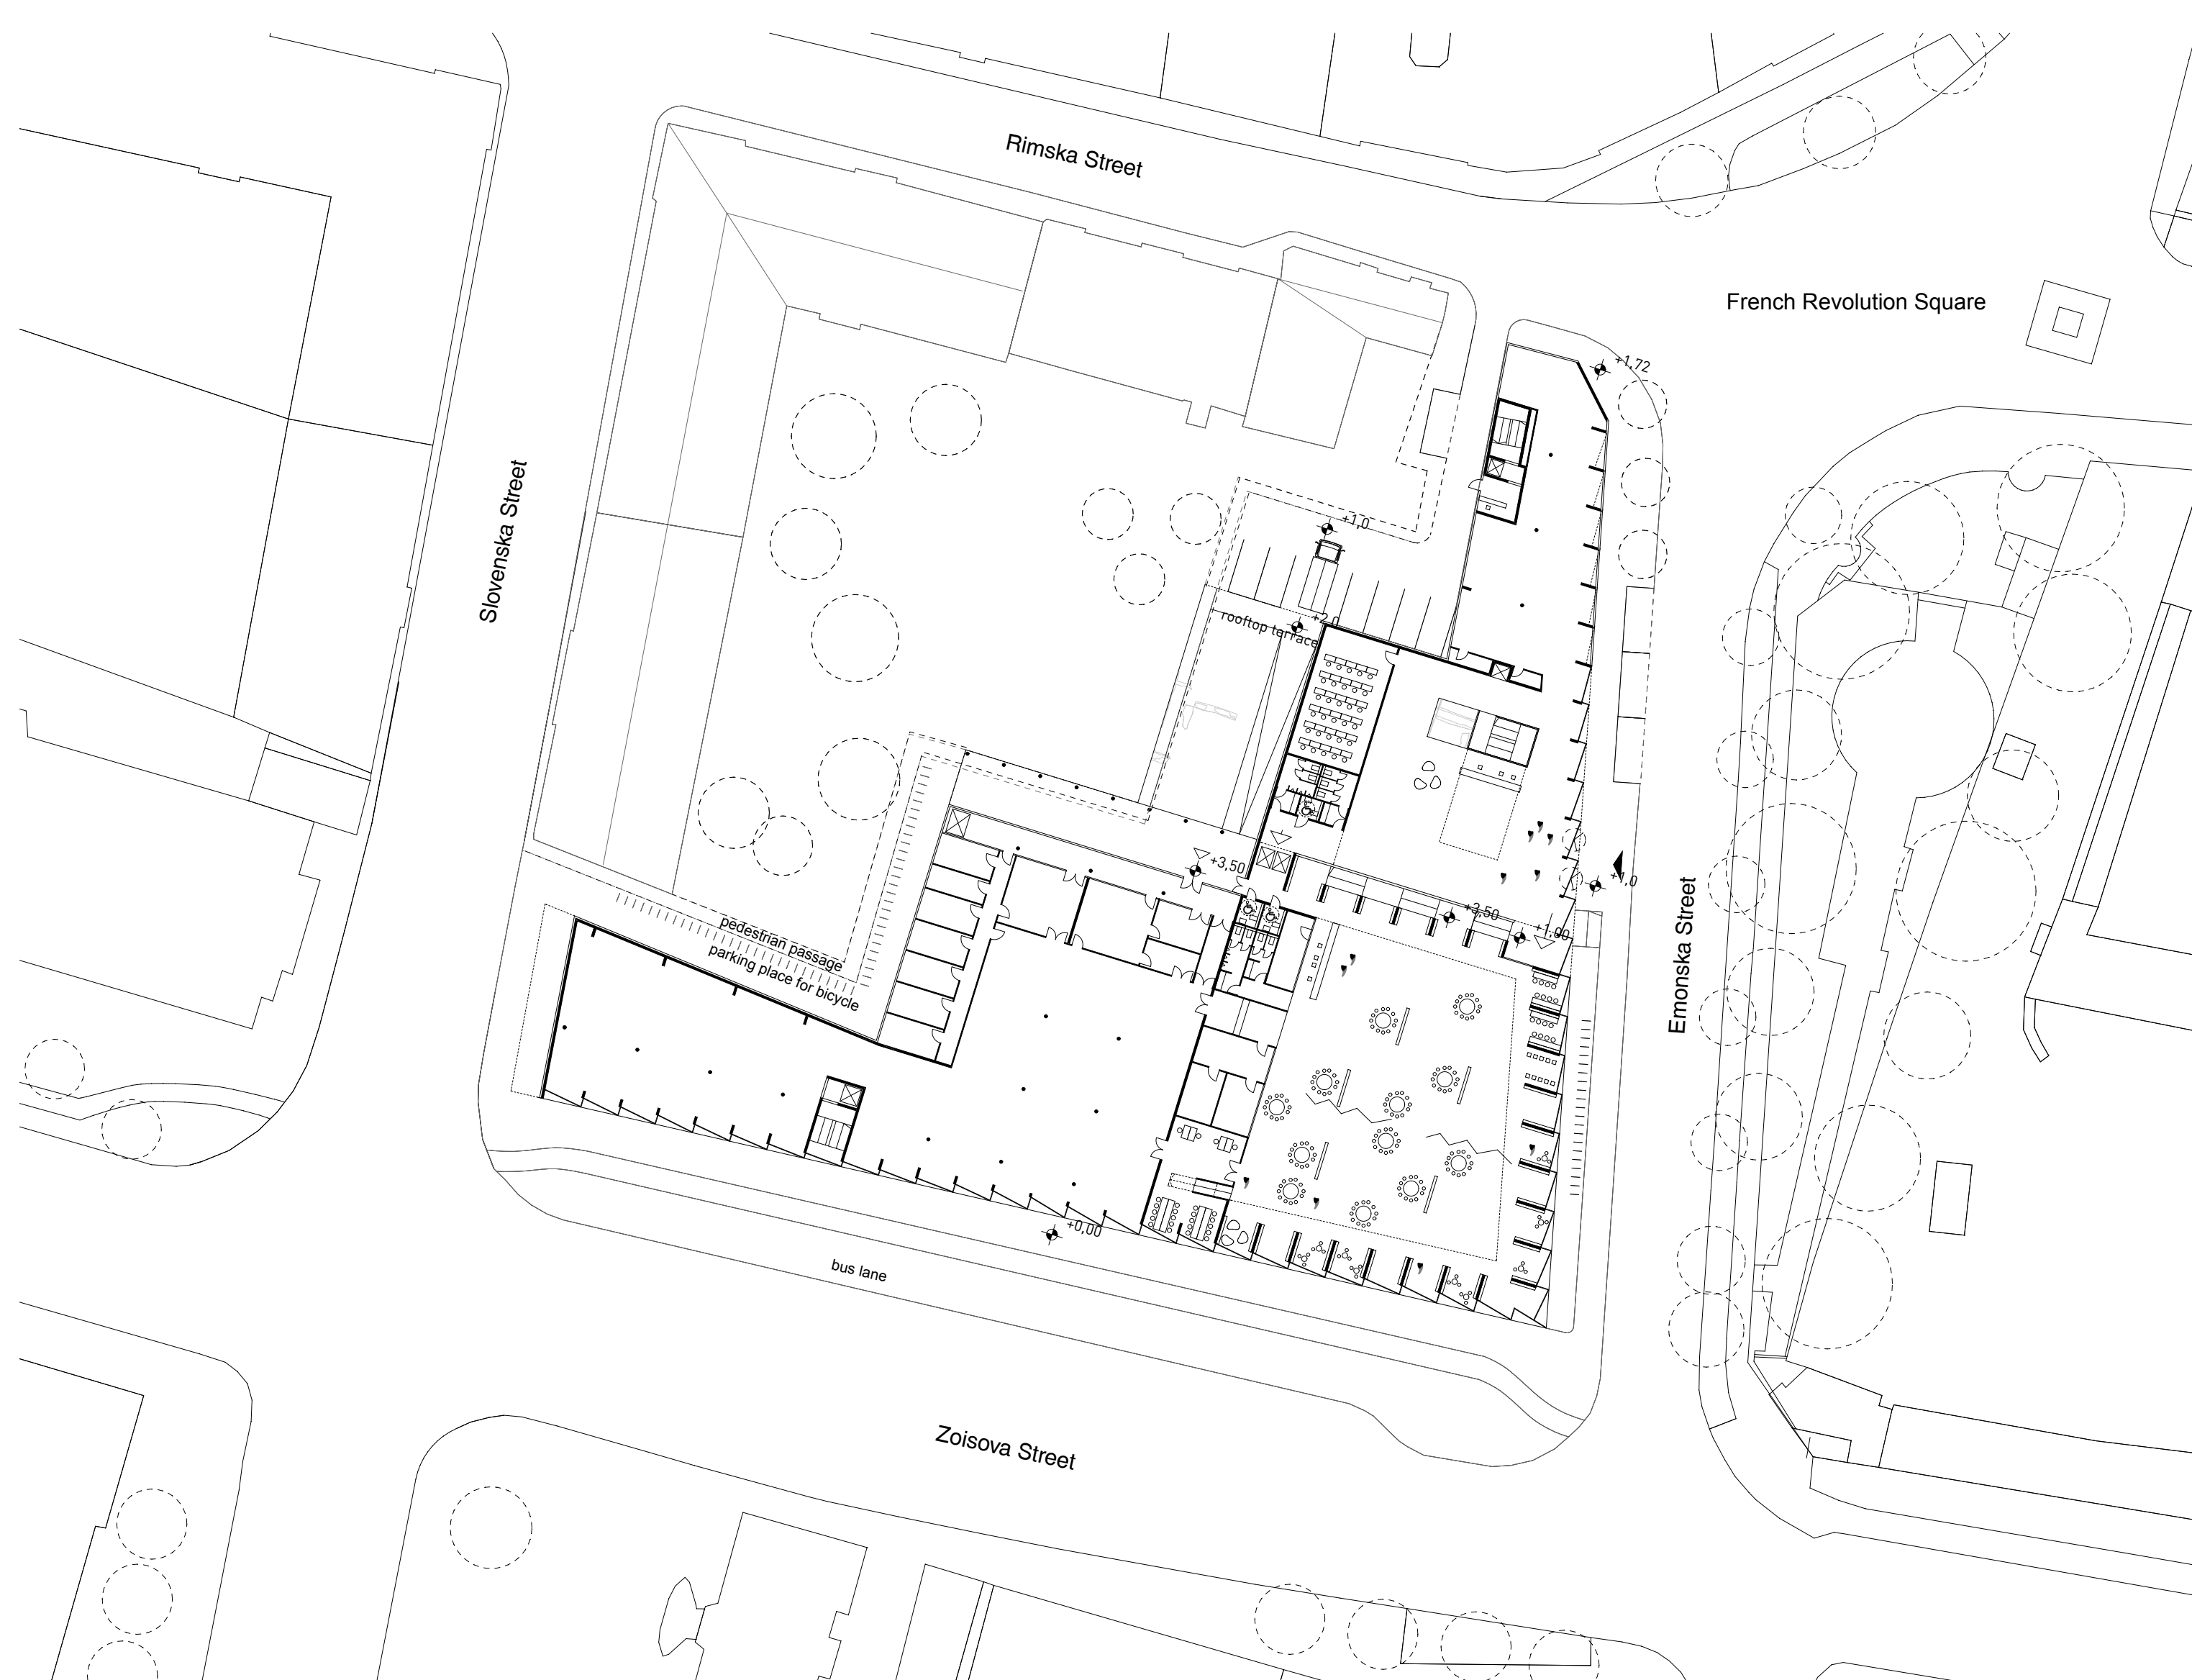 Rimska Street
French Revolution Square
+1,72
Slovenska Street
+1,0
+2,0
rooftop terrace
+3,50
+1,0
+3,50
+1,00
Emonska Street
pedestrian passage
parking place for bicycle
+0,00
bus lane
Zoisova Street